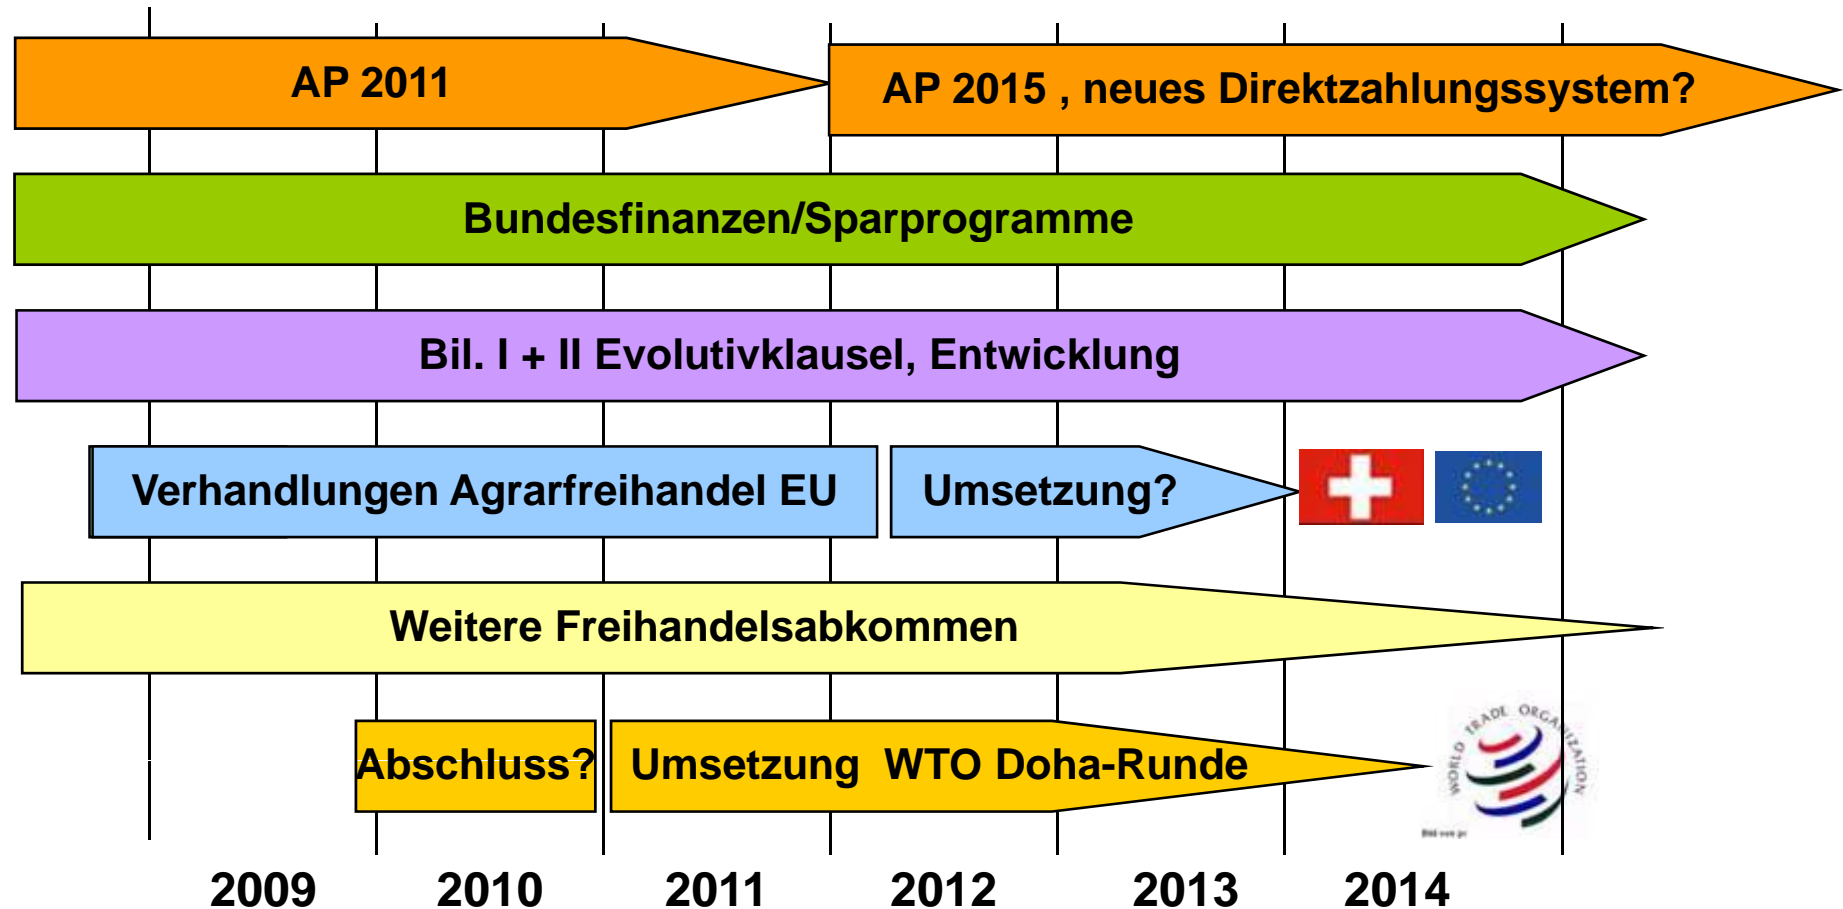 AP 2011
AP 2015 , neues Direktzahlungssystem?
Bundesfinanzen/Sparprogramme
Bil. I + II Evolutivklausel, Entwicklung
Verhandlungen Agrarfreihandel EU
Umsetzung?
Weitere Freihandelsabkommen
Abschluss?
Umsetzung WTO Doha-Runde
WORLD TRADE ORGANIZATION
2009 2010 2011 2012 2013 2014